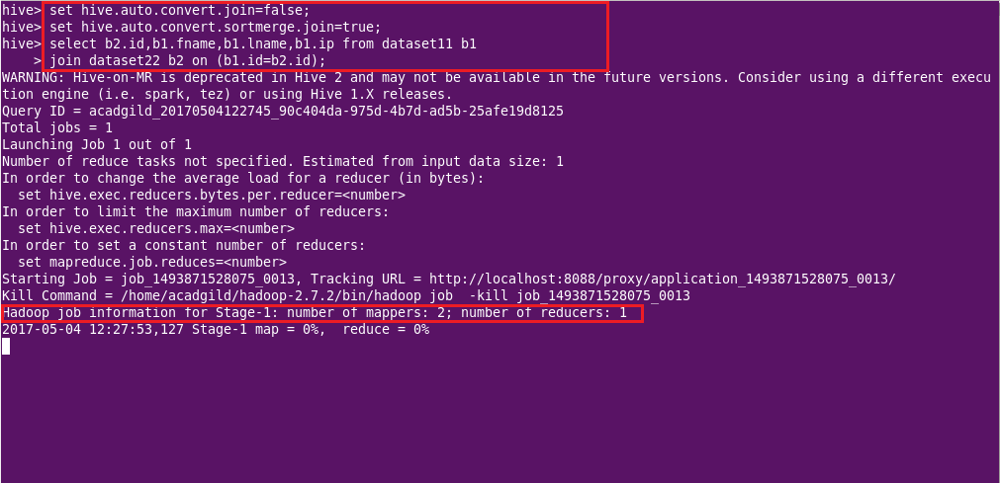 hive> set hive.auto.convert.join=false;
hive> set hive.auto.convert.sortmerge.join=true;
hive> select b2.id,b1.fname,b1.lname,b1.ip from dataset11 b1
    > join dataset22 b2 on (b1.id=b2.id);
WARNING: Hive-on-MR is deprecated in Hive 2 and may not be available in the future versions. Consider using a different execu
tion engine (i.e. spark, tez) or using Hive 1.X releases.
Query ID = acadgild_20170504122745_90c404da-975d-4b7d-ad5b-25afe19d8125
Total jobs = 1
Launching Job 1 out of 1
Number of reduce tasks not specified. Estimated from input data size: 1
In order to change the average load for a reducer (in bytes):
  set hive.exec.reducers.bytes.per.reducer=<number>
In order to limit the maximum number of reducers:
  set hive.exec.reducers.max=<number>
In order to set a constant number of reducers:
  set mapreduce.job.reduces=<number>
Starting Job = job_1493871528075_0013, Tracking URL = http://localhost:8088/proxy/application_1493871528075_0013/
Kill Command = /home/acadgild/hadoop-2.7.2/bin/hadoop job  -kill job_1493871528075_0013
Hadoop job information for Stage-1: number of mappers: 2; number of reducers: 1
2017-05-04 12:27:53,127 Stage-1 map = 0%,  reduce = 0%